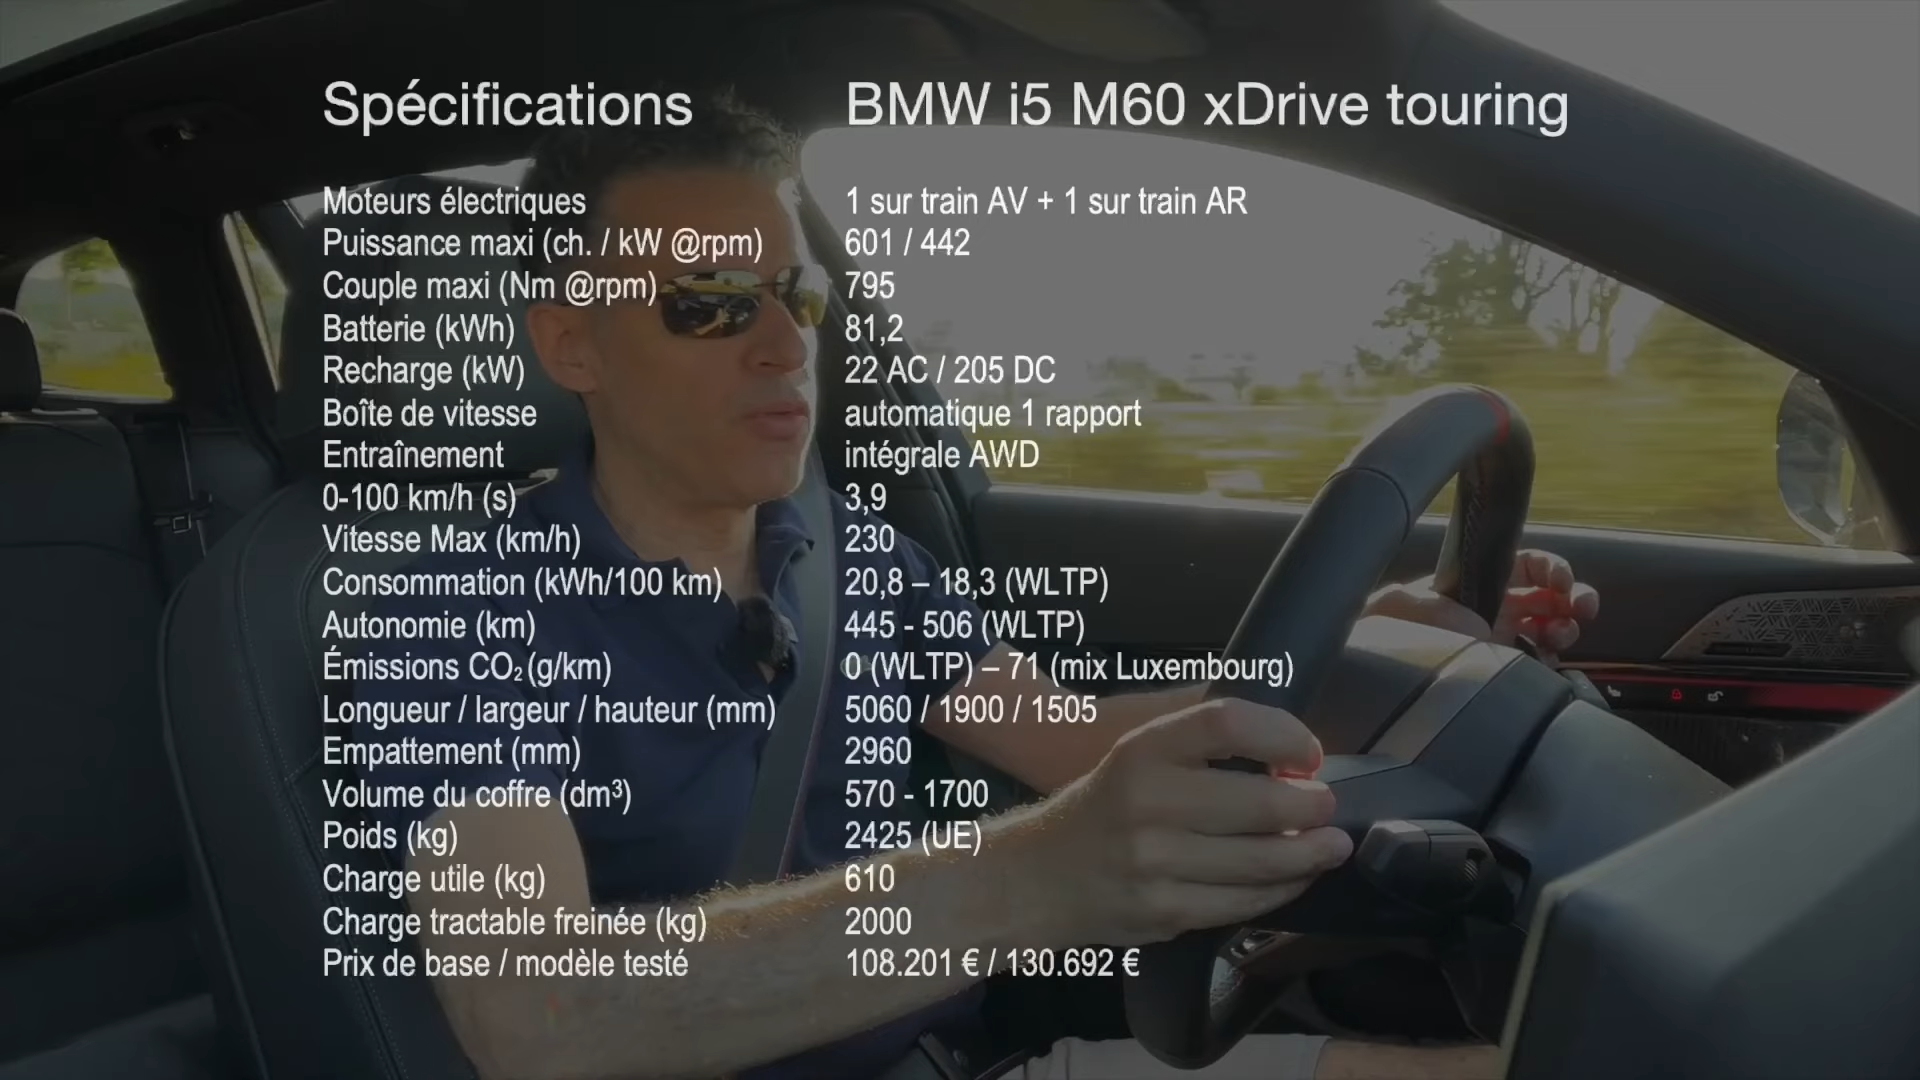 Spécifications BMW i5 M60 xDrive touring
Moteurs électriques 1 sur train AV + 1 sur train AR
Puissance maxi (ch. / kW @rpm) 601 / 442
Couple maxi (Nm @rpm) 795
Batterie (kWh) 81,2
Recharge (kW) 22 AC / 205 DC
Boîte de vitesse automatique 1 rapport
Entraînement intégrale AWD
0-100 km/h (s) 3,9
Vitesse Max (km/h) 230
Consommation (kWh/100 km) 20,8 – 18,3 (WLTP)
Autonomie (km) 445 - 506 (WLTP)
Émissions CO₂ (g/km) 0 (WLTP) – 71 (mix Luxembourg)
Longueur / largeur / hauteur (mm) 5060 / 1900 / 1505
Empattement (mm) 2960
Volume du coffre (dm³) 570 - 1700
Poids (kg) 2425 (UE)
Charge utile (kg) 610
Charge tractable freinée (kg) 2000
Prix de base / modèle testé 108.201 € / 130.692 €